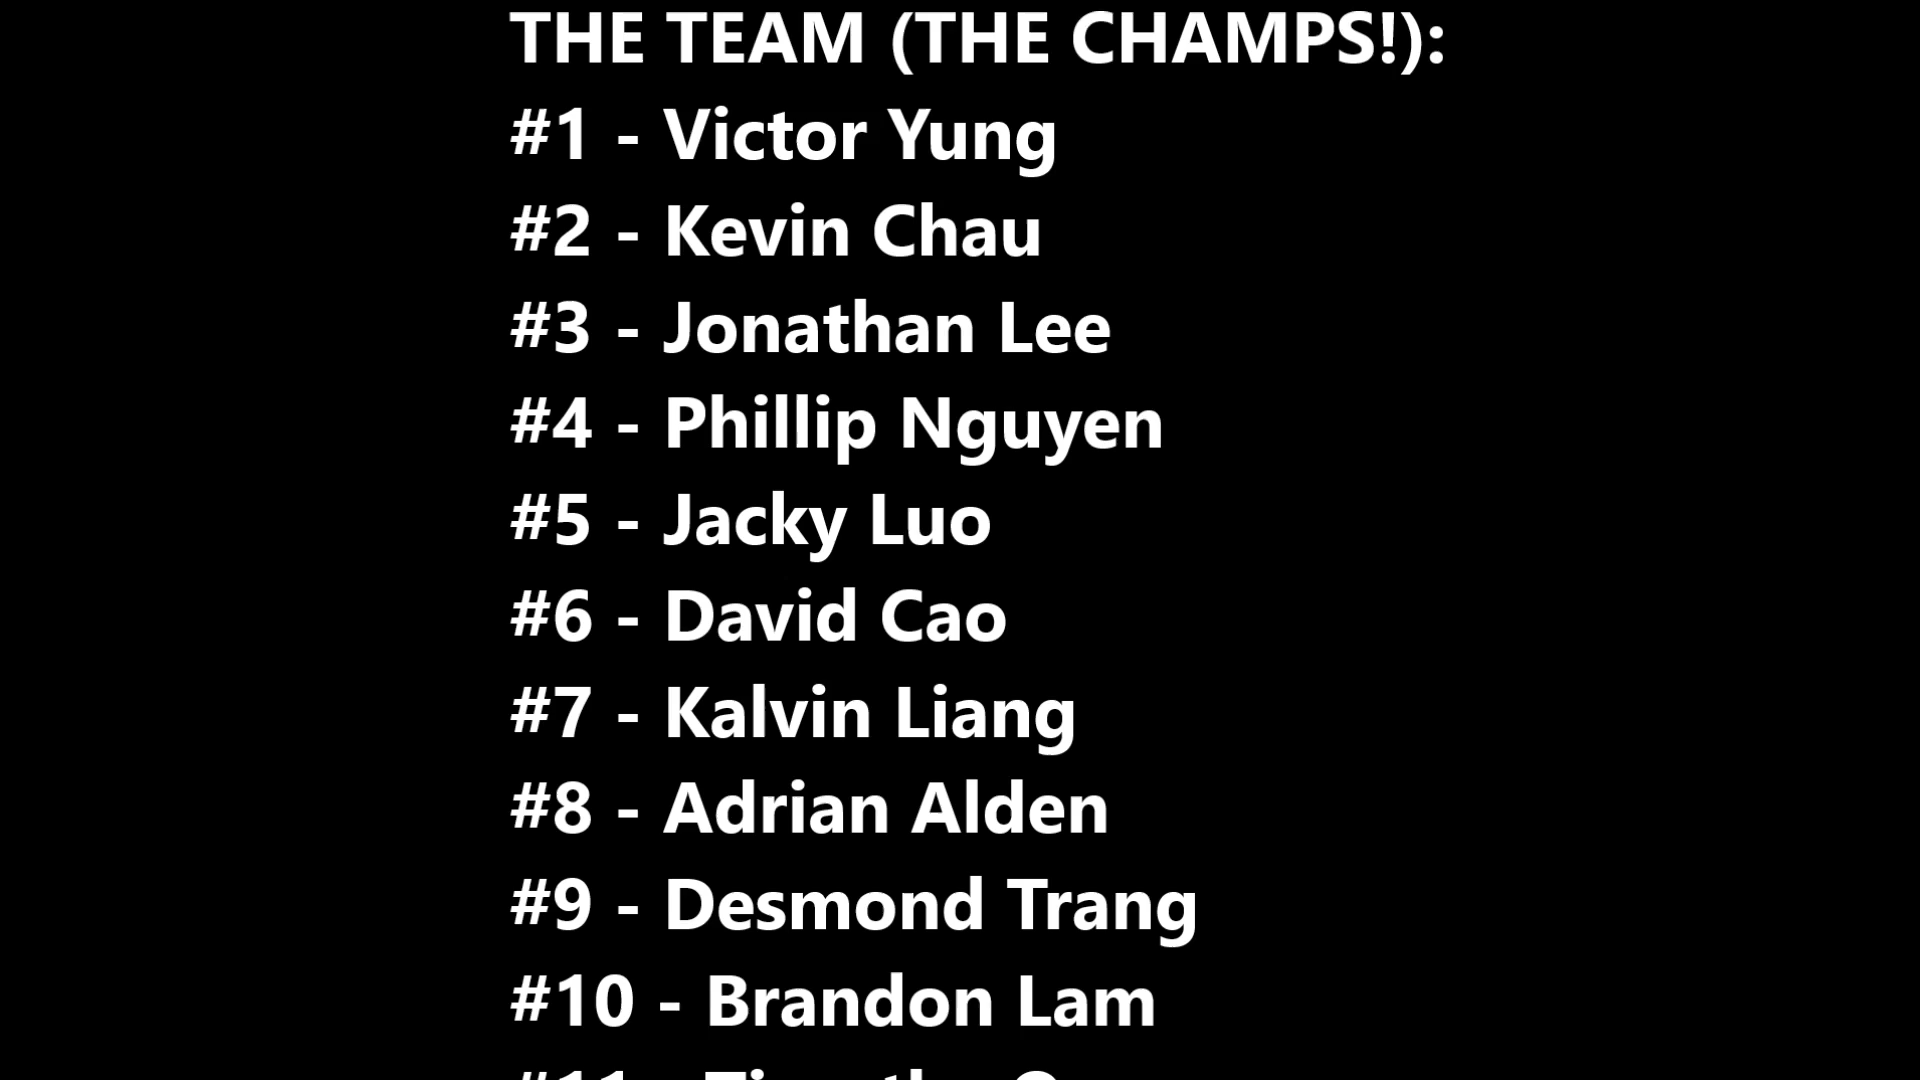 THE TEAM (THE CHAMPS!):
#1 - Victor Yung
#2 - Kevin Chau
#3 - Jonathan Lee
#4 - Phillip Nguyen
#5 - Jacky Luo
#6 - David Cao
#7 - Kalvin Liang
#8 - Adrian Alden
#9 - Desmond Trang
#10 - Brandon Lam